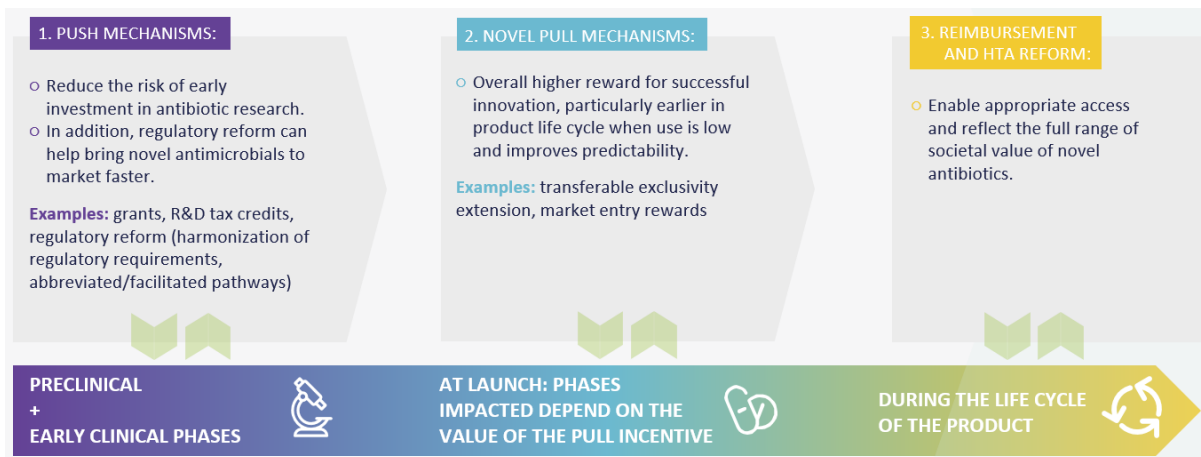 1. PUSH MECHANISMS:
Reduce the risk of early
investment in antibiotic research.
In addition, regulatory reform can
help bring novel antimicrobials to
market faster.
Examples: grants, R&D tax credits,
regulatory reform (harmonization of
regulatory requirements,
abbreviated/facilitated pathways)
2. NOVEL PULL MECHANISMS:
Overall higher reward for successful
innovation, particularly earlier in
product life cycle when use is low
and improves predictability.
Examples: transferable exclusivity
extension, market entry rewards
3. REIMBURSEMENT
AND HTA REFORM:
Enable appropriate access
and reflect the full range of
societal value of novel
antibiotics.
PRECLINICAL
+
EARLY CLINICAL PHASES
AT LAUNCH: PHASES
IMPACTED DEPEND ON THE
VALUE OF THE PULL INCENTIVE
DURING THE LIFE CYCLE
OF THE PRODUCT